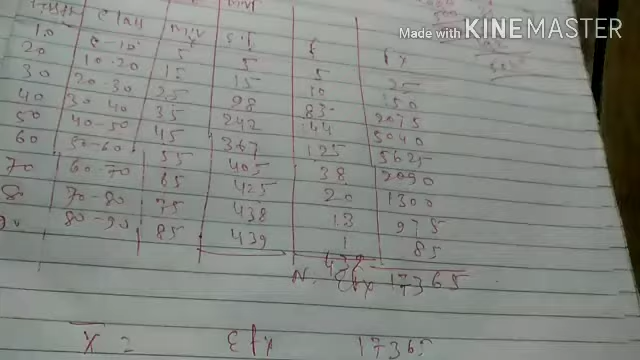 Made with KINEMASTER
10 0-10 5 5 5 25
20 10-20 15 15 10 150
30 20-30 25 98 83 2075
40 30-40 35 242 144 5040
50 40-50 45 367 125 5625
60 50-60 55 405 38 2090
70 60-70 65 425 20 1300
80 70-80 75 438 13 975
90 80-90 85 439 1 85
N. 439 Σfx 17365
x̄ = Σfx 17365